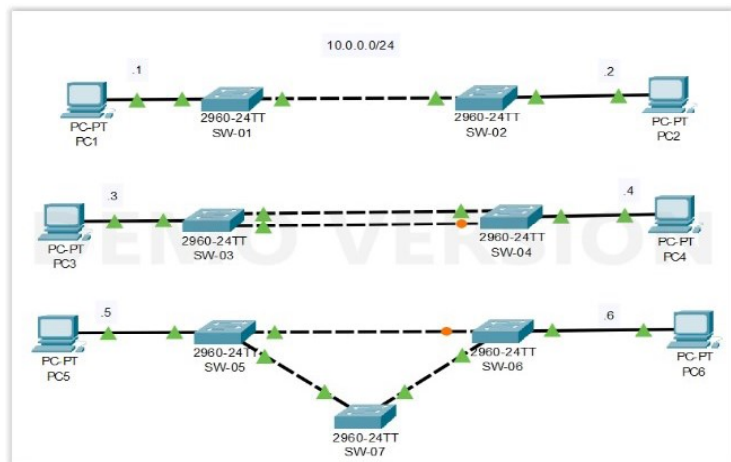 10.0.0.0/24
.1
.2
2960-24TT
SW-01
2960-24TT
SW-02
PC-PT
PC1
PC-PT
PC2
.3
.4
2960-24TT
SW-03
2960-24TT
SW-04
PC-PT
PC3
PC-PT
PC4
DEMO VERSION
.5
.6
2960-24TT
SW-05
2960-24TT
SW-06
PC-PT
PC5
PC-PT
PC6
2960-24TT
SW-07